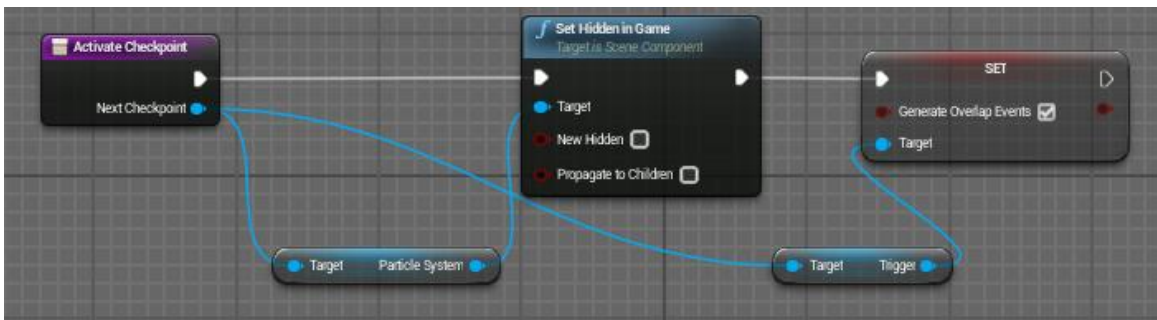 Activate Checkpoint
Next Checkpoint
f Set Hidden in Game
Target is Scene Component
Target
New Hidden
Propagate to Children
SET
Generate Overlap Events
Target
Target Particle System
Target Trigger